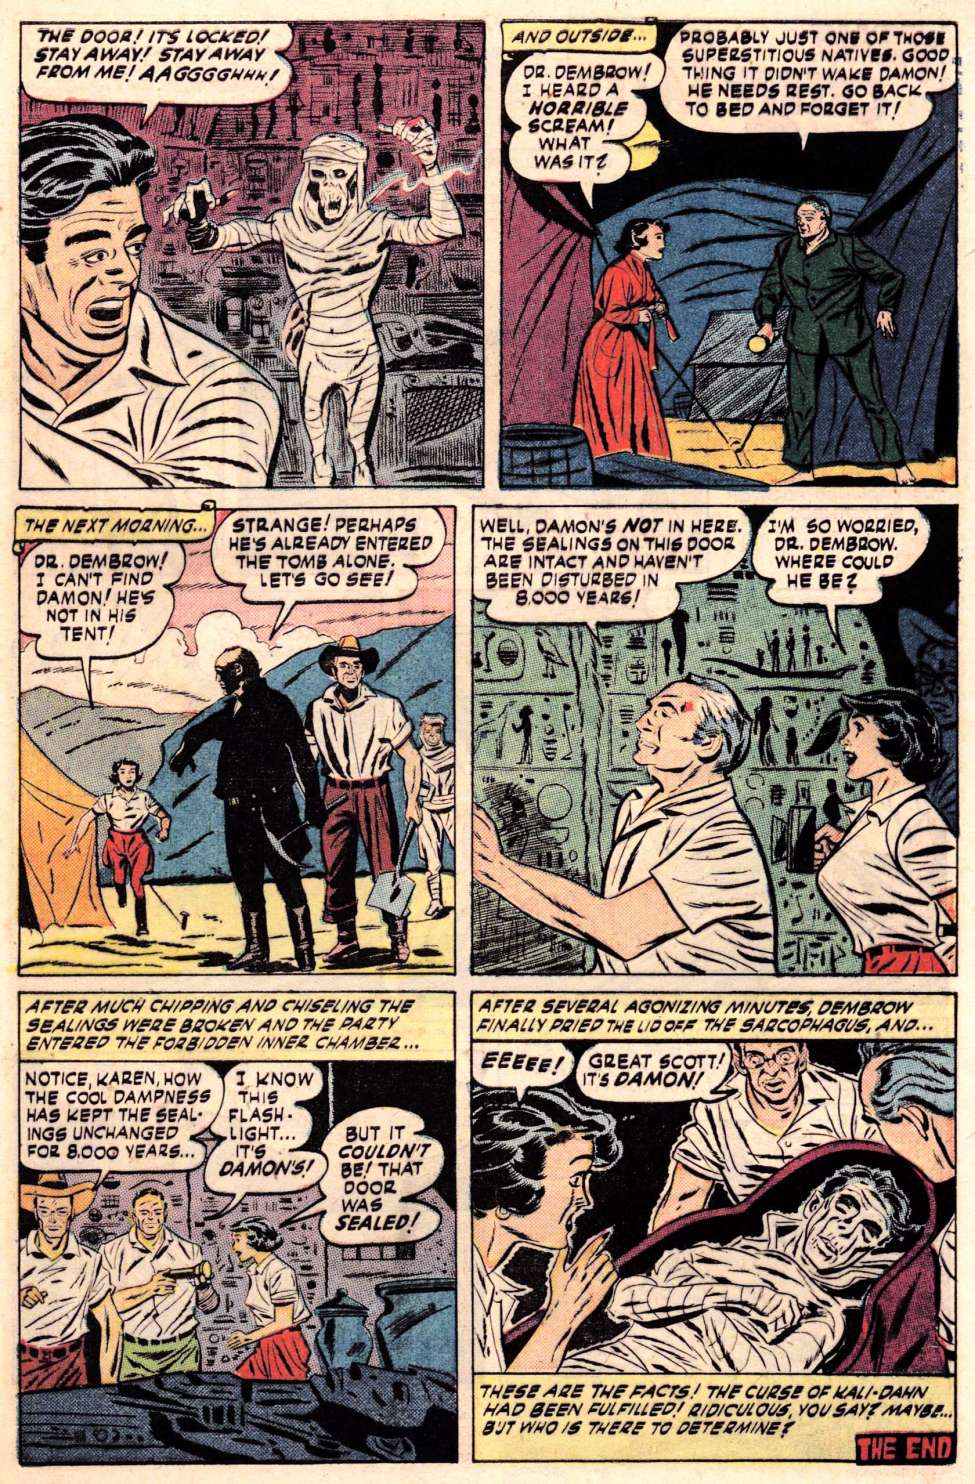 THE DOOR! IT'S LOCKED!
STAY AWAY! STAY AWAY
FROM ME! AAGGGGHHH!
AND OUTSIDE...
DR. DEMBROW!
I HEARD A
HORRIBLE
SCREAM!
WHAT
WAS IT?
PROBABLY JUST ONE OF THOSE
SUPERSTITIOUS NATIVES. GOOD
THING IT DIDN'T WAKE DAMON!
HE NEEDS REST. GO BACK
TO BED AND FORGET IT!
THE NEXT MORNING...
DR. DEMBROW!
I CAN'T FIND
DAMON! HE'S
NOT IN HIS
TENT!
STRANGE! PERHAPS
HE'S ALREADY ENTERED
THE TOMB ALONE.
LET'S GO SEE!
WELL, DAMON'S NOT IN HERE.
THE SEALINGS ON THIS DOOR
ARE INTACT AND HAVEN'T
BEEN DISTURBED IN
8,000 YEARS!
I'M SO WORRIED,
DR. DEMBROW.
WHERE COULD
HE BE?
AFTER MUCH CHIPPING AND CHISELING THE
SEALINGS WERE BROKEN AND THE PARTY
ENTERED THE FORBIDDEN INNER CHAMBER...
NOTICE, KAREN, HOW
THE COOL DAMPNESS
HAS KEPT THE SEAL-
INGS UNCHANGED
FOR 8,000 YEARS...
I KNOW
THIS
FLASH-
LIGHT...
IT'S
DAMON'S!
BUT IT
COULDN'T
BE! THAT
DOOR
WAS
SEALED!
AFTER SEVERAL AGONIZING MINUTES, DEMBROW
FINALLY PRIED THE LID OFF THE SARCOPHAGUS, AND...
EEEEE!
GREAT SCOTT!
IT'S DAMON!
THESE ARE THE FACTS! THE CURSE OF KALI-DAHN
HAD BEEN FULFILLED! RIDICULOUS, YOU SAY? MAYBE...
BUT WHO IS THERE TO DETERMINE?
THE END